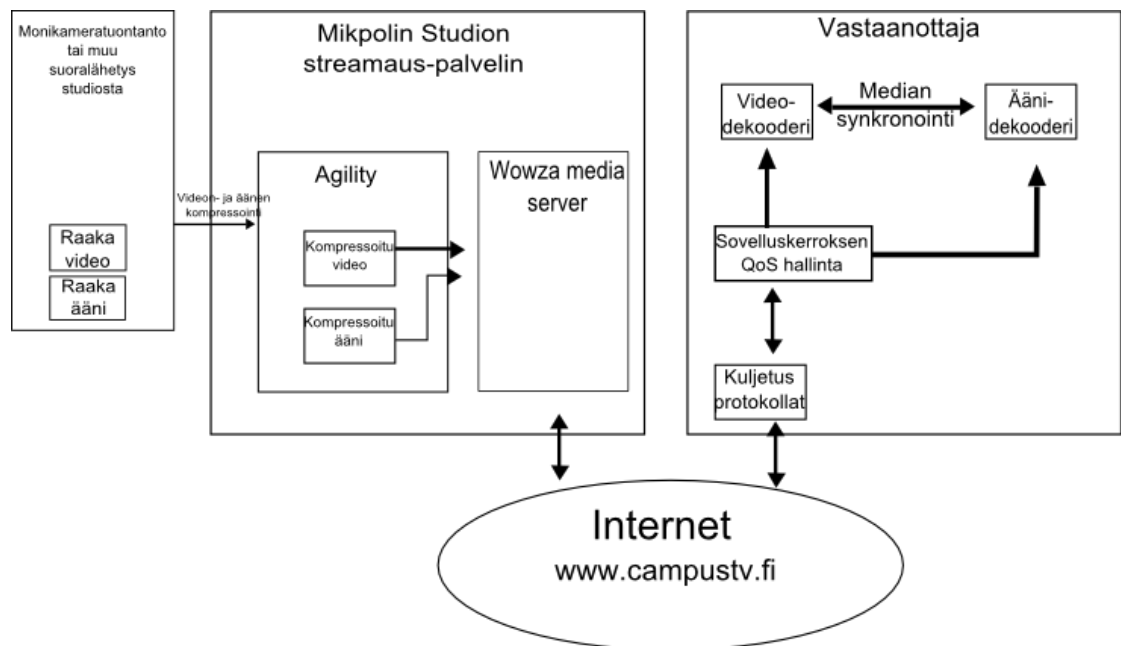 Monikameratuontanto
tai muu
suoralähetys
studiosta
Raaka
video
Raaka
ääni
Videon- ja äänen
kompressointi
Mikpolin Studion
streamaus-palvelin
Agility
Kompressoitu
video
Kompressoitu
ääni
Wowza media
server
Vastaanottaja
Video-
dekooderi
Median
synkronointi
Ääni-
dekooderi
Sovelluskerroksen
QoS hallinta
Kuljetus
protokollat
Internet
www.campustv.fi